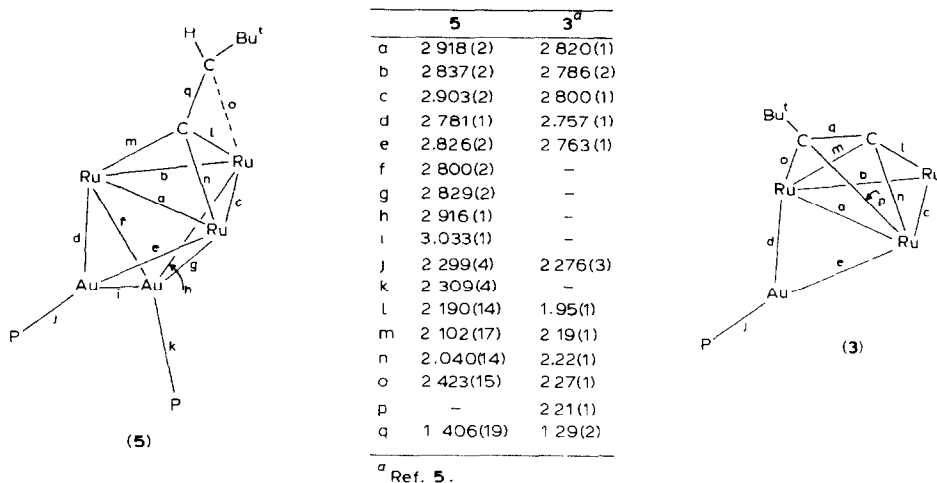 H
Bu^t
C
q
o
C
m
l
Ru
b
Ru
n
a
c
f
Ru
d
e
g
Au
i
Au
h
P
j
k
P
(5)
5 3^a
a 2 918(2) 2 820(1)
b 2 837(2) 2 786(2)
c 2.903(2) 2 800(1)
d 2 781(1) 2.757(1)
e 2.826(2) 2 763(1)
f 2 800(2) –
g 2 829(2) –
h 2 916(1) –
i 3.033(1) –
j 2 299(4) 2 276(3)
k 2 309(4) –
l 2 190(14) 1.95(1)
m 2 102(17) 2 19(1)
n 2.040(14) 2.22(1)
o 2 423(15) 2 27(1)
p – 2 21(1)
q 1 406(19) 1 29(2)
a Ref. 5.
Bu^t
q
C
C
m
l
o
b
Ru
Ru
p
n
a
c
Ru
d
e
Au
P
j
(3)